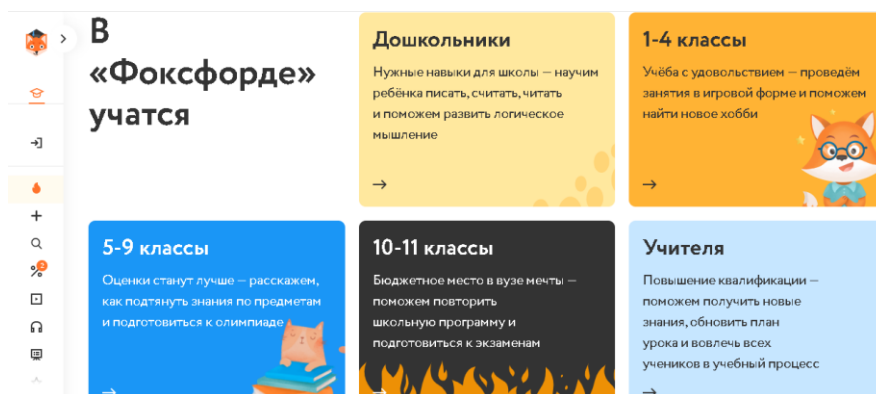 В
«Фоксфорде»
учатся
Дошкольники
Нужные навыки для школы — научим
ребёнка писать, считать, читать
и поможем развить логическое
мышление
→
1-4 классы
Учёба с удовольствием — проведём
занятия в игровой форме и поможем
найти новое хобби
→
5-9 классы
Оценки станут лучше — расскажем,
как подтянуть знания по предметам
и подготовиться к олимпиаде
10-11 классы
Бюджетное место в вузе мечты —
поможем повторить
школьную программу и
подготовиться к экзаменам
Учителя
Повышение квалификации —
поможем получить новые
знания, обновить план
урока и вовлечь всех
учеников в учебный процесс